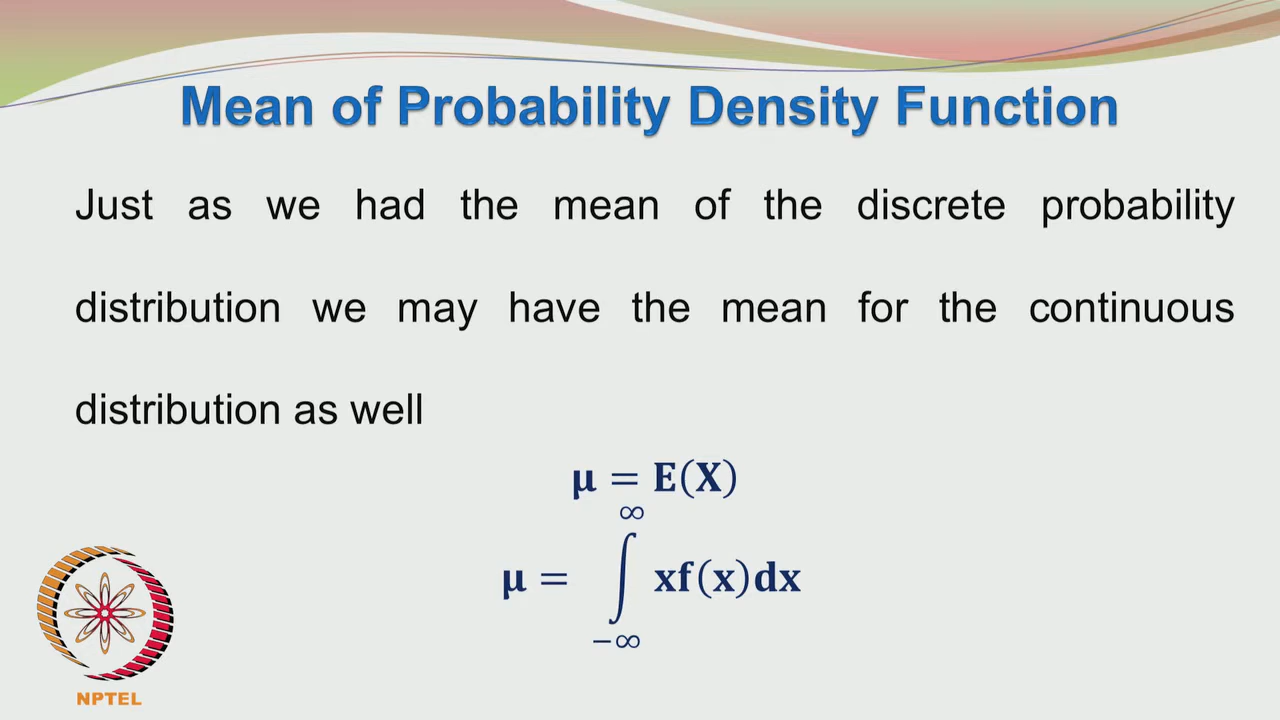 Mean of Probability Density Function
Just as we had the mean of the discrete probability
distribution we may have the mean for the continuous
distribution as well
μ = E(X)
∞
μ = ∫ xf(x)dx
−∞
NPTEL